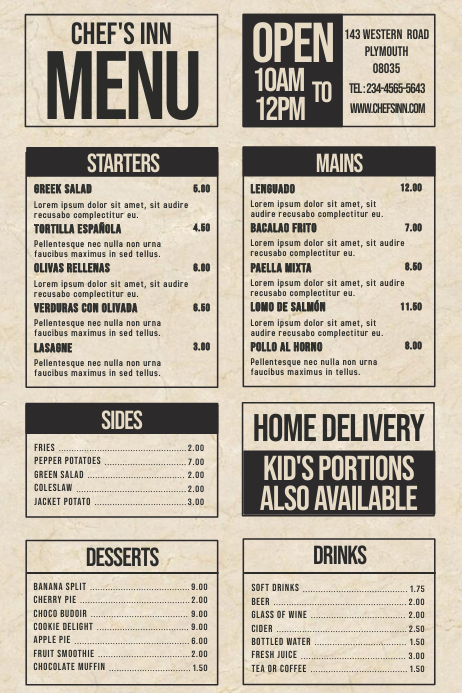 CHEF'S INN
MENU
OPEN
10AM
TO
12PM
143 WESTERN ROAD
PLYMOUTH
08035
TEL:234-4565-5643
WWW.CHEFSINN.COM
STARTERS
GREEK SALAD 5.00
Lorem ipsum dolor sit amet, sit audire
recusabo complectitur eu.
TORTILLA ESPAÑOLA 4.50
Pellentesque nec nulla non urna
faucibus maximus in sed tellus.
OLIVAS RELLENAS 6.00
Lorem ipsum dolor sit amet, sit audire
recusabo complectitur eu.
VERDURAS CON OLIVADA 6.50
Pellentesque nec nulla non urna
faucibus maximus in sed tellus.
LASAGNE 3.80
Pellentesque nec nulla non urna
faucibus maximus in sed tellus.
MAINS
LENGUADO 12.00
Lorem ipsum dolor sit amet, sit
audire recusabo complectitur eu.
BACALAO FRITO 7.00
Lorem ipsum dolor sit amet, sit
audire recusabo complectitur eu.
PAELLA MIXTA 8.50
Lorem ipsum dolor sit amet, sit audire
recusabo complectitur eu.
LOMO DE SALMÓN 11.50
Lorem ipsum dolor sit amet, sit
audire recusabo complectitur eu.
POLLO AL HORNO 8.00
Pellentesque nec nulla non urna
faucibus maximus in sed tellus.
SIDES
FRIES 2.00
PEPPER POTATOES 7.00
GREEN SALAD 2.00
COLESLAW 2.00
JACKET POTATO 3.00
HOME DELIVERY
KID'S PORTIONS
ALSO AVAILABLE
DESSERTS
BANANA SPLIT 9.00
CHERRY PIE 2.00
CHOCO BUDOIR 9.00
COOKIE DELIGHT 9.00
APPLE PIE 6.00
FRUIT SMOOTHIE 2.00
CHOCOLATE MUFFIN 1.50
DRINKS
SOFT DRINKS 1.75
BEER 2.00
GLASS OF WINE 2.00
CIDER 2.50
BOTTLED WATER 1.50
FRESH JUICE 3.00
TEA OR COFFEE 1.50